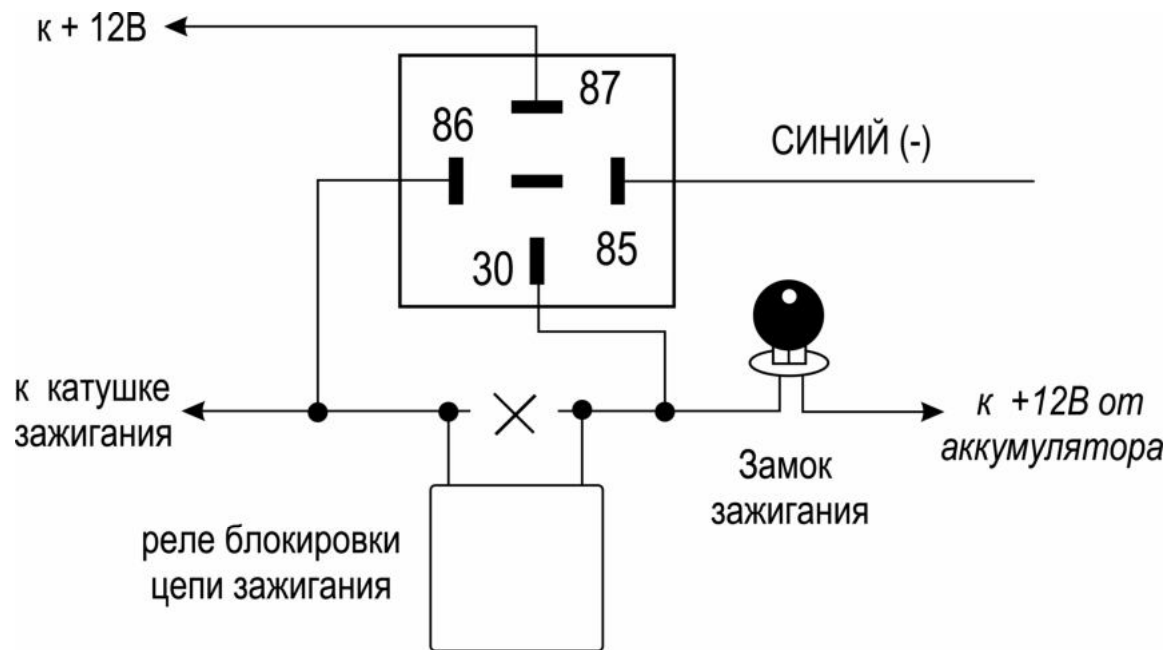 к + 12В
87
86
СИНИЙ (-)
30
85
к катушке
зажигания
к +12В от
аккумулятора
Замок
зажигания
реле блокировки
цепи зажигания